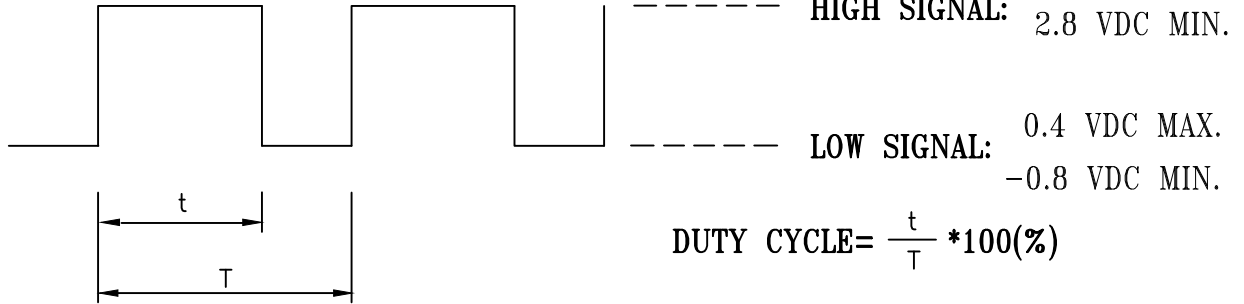 HIGH SIGNAL:
2.8 VDC MIN.
0.4 VDC MAX.
LOW SIGNAL:
-0.8 VDC MIN.
t
T
DUTY CYCLE= t/T *100(%)